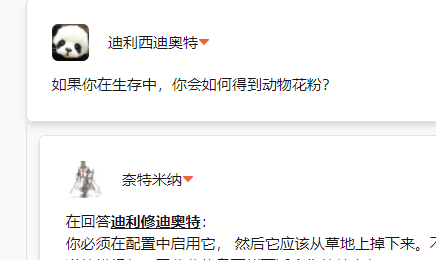 迪利西迪奥特
如果你在生存中，你会如何得到动物花粉？
奈特米纳
在回答迪利修迪奥特：
你必须在配置中启用它， 然后它应该从草地上掉下来。